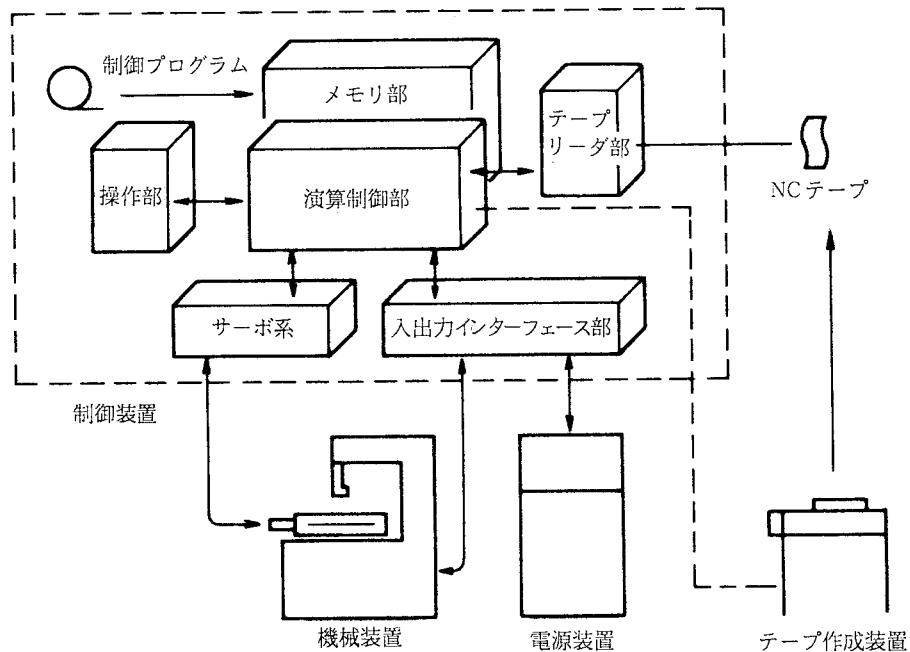 制御プログラム
メモリ部
テープ
リーダ部
操作部
演算制御部
NCテープ
サーボ系
入出力インターフェース部
制御装置
機械装置
電源装置
テープ作成装置